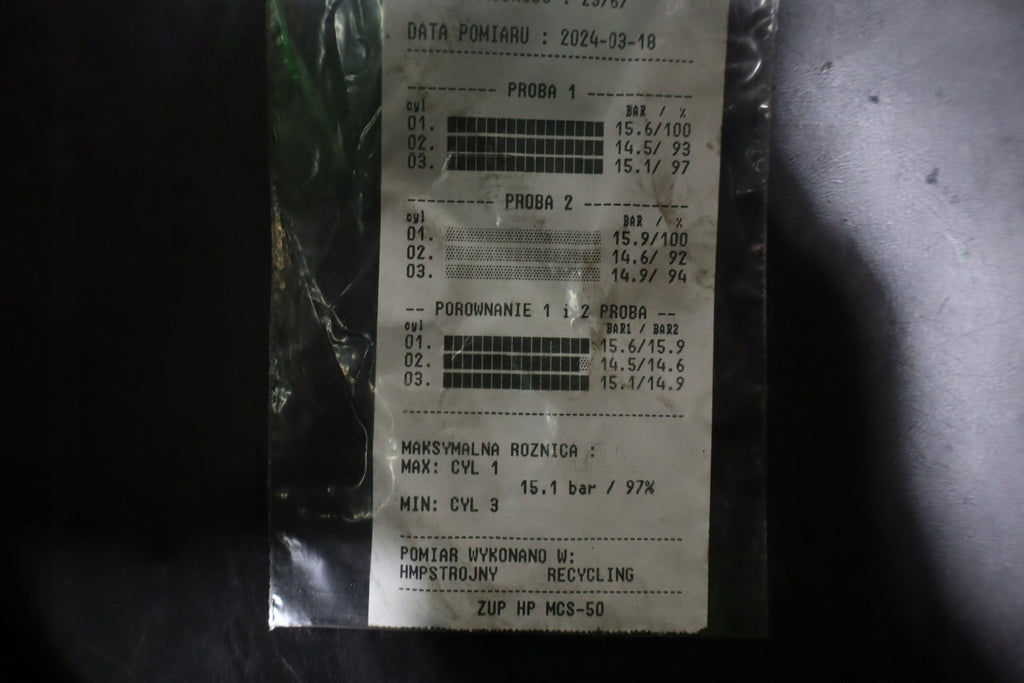 DATA POMIARU : 2024-03-18
PROBA 1
cyl BAR / %
01. 15.6/100
02. 14.5/ 93
03. 15.1/ 97
PROBA 2
cyl BAR / %
01. 15.9/100
02. 14.6/ 92
03. 14.9/ 94
-- POROWNANIE 1 i 2 PROBA --
cyl BAR1 / BAR2
01. 15.6/15.9
02. 14.5/14.6
03. 15.1/14.9
MAKSYMALNA ROZNICA :
MAX: CYL 1
15.1 bar / 97%
MIN: CYL 3
POMIAR WYKONANO W:
HMPSTROJNY RECYCLING
ZUP HP MCS-50